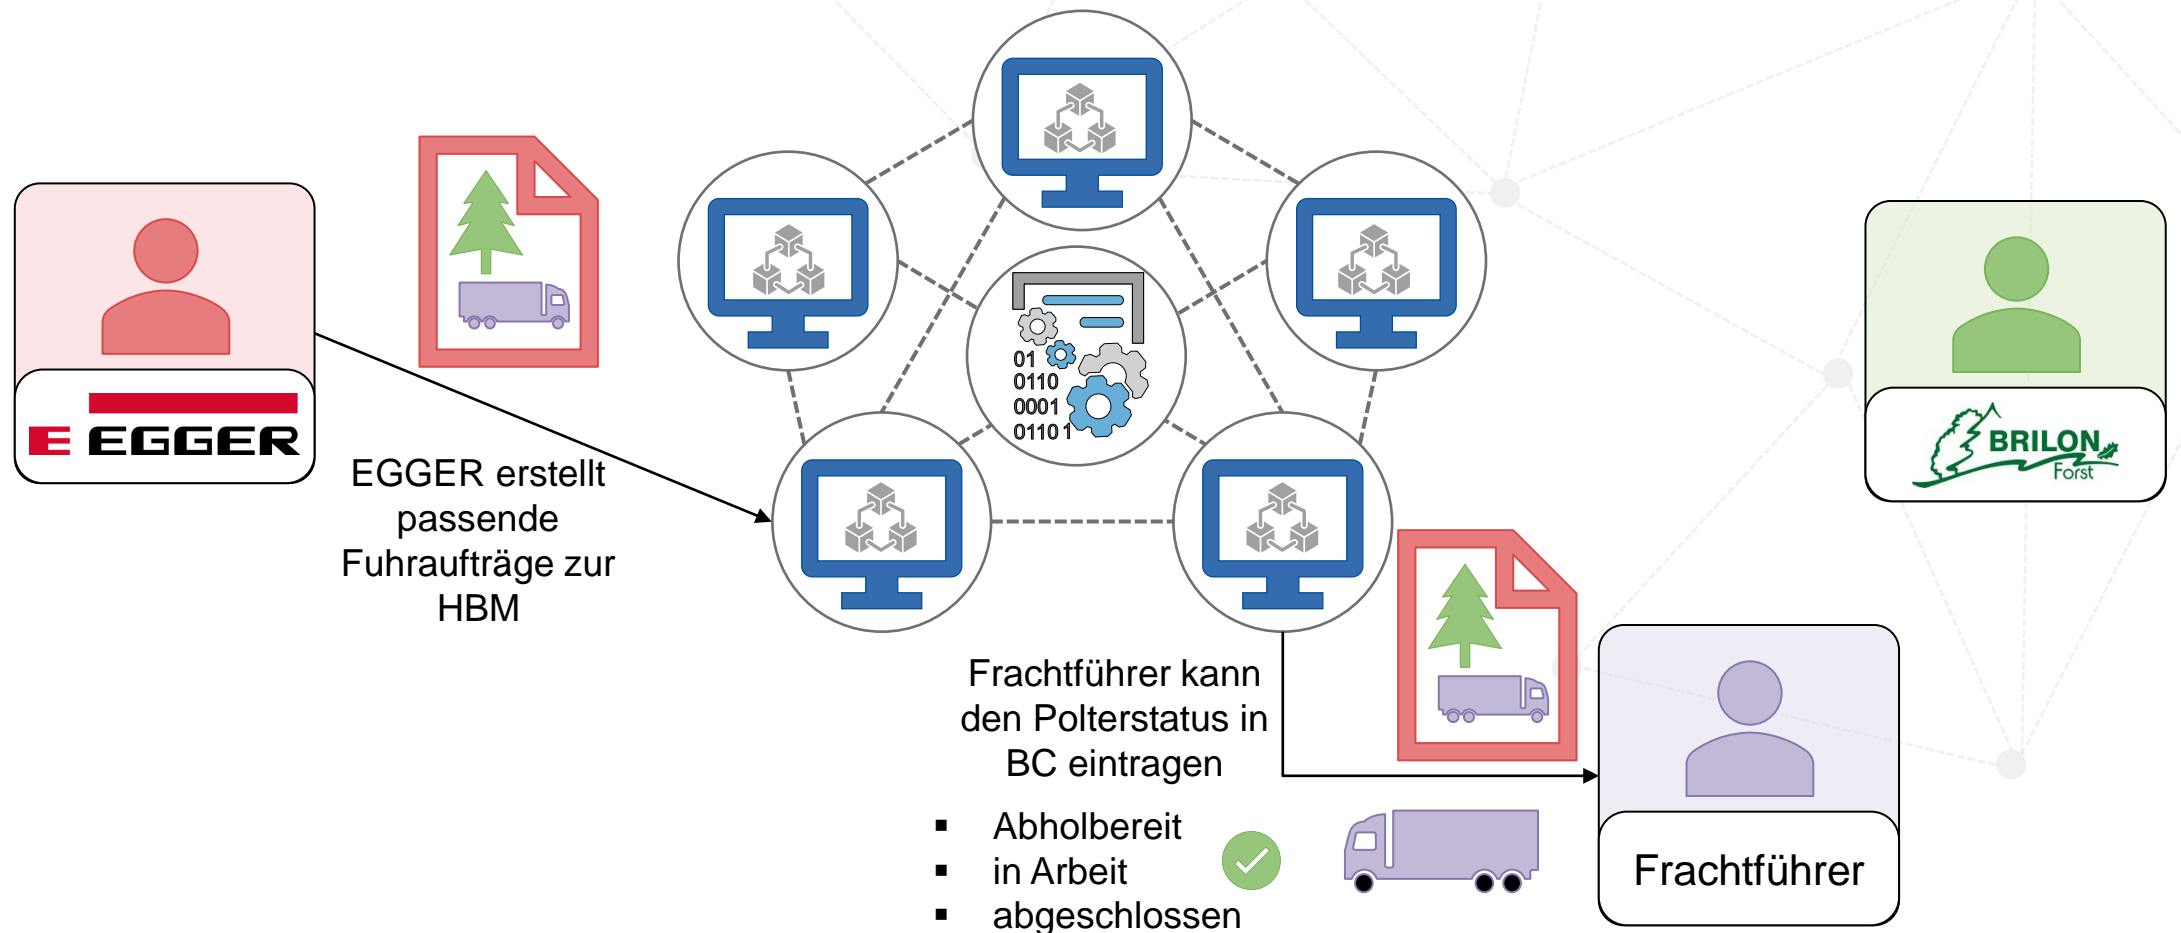 E EGGER
EGGER erstellt
passende
Fuhraufträge zur
HBM
01
0110
0001
0110 1
BRILON
Forst
Frachtführer kann
den Polterstatus in
BC eintragen
▪ Abholbereit
▪ in Arbeit
▪ abgeschlossen
Frachtführer